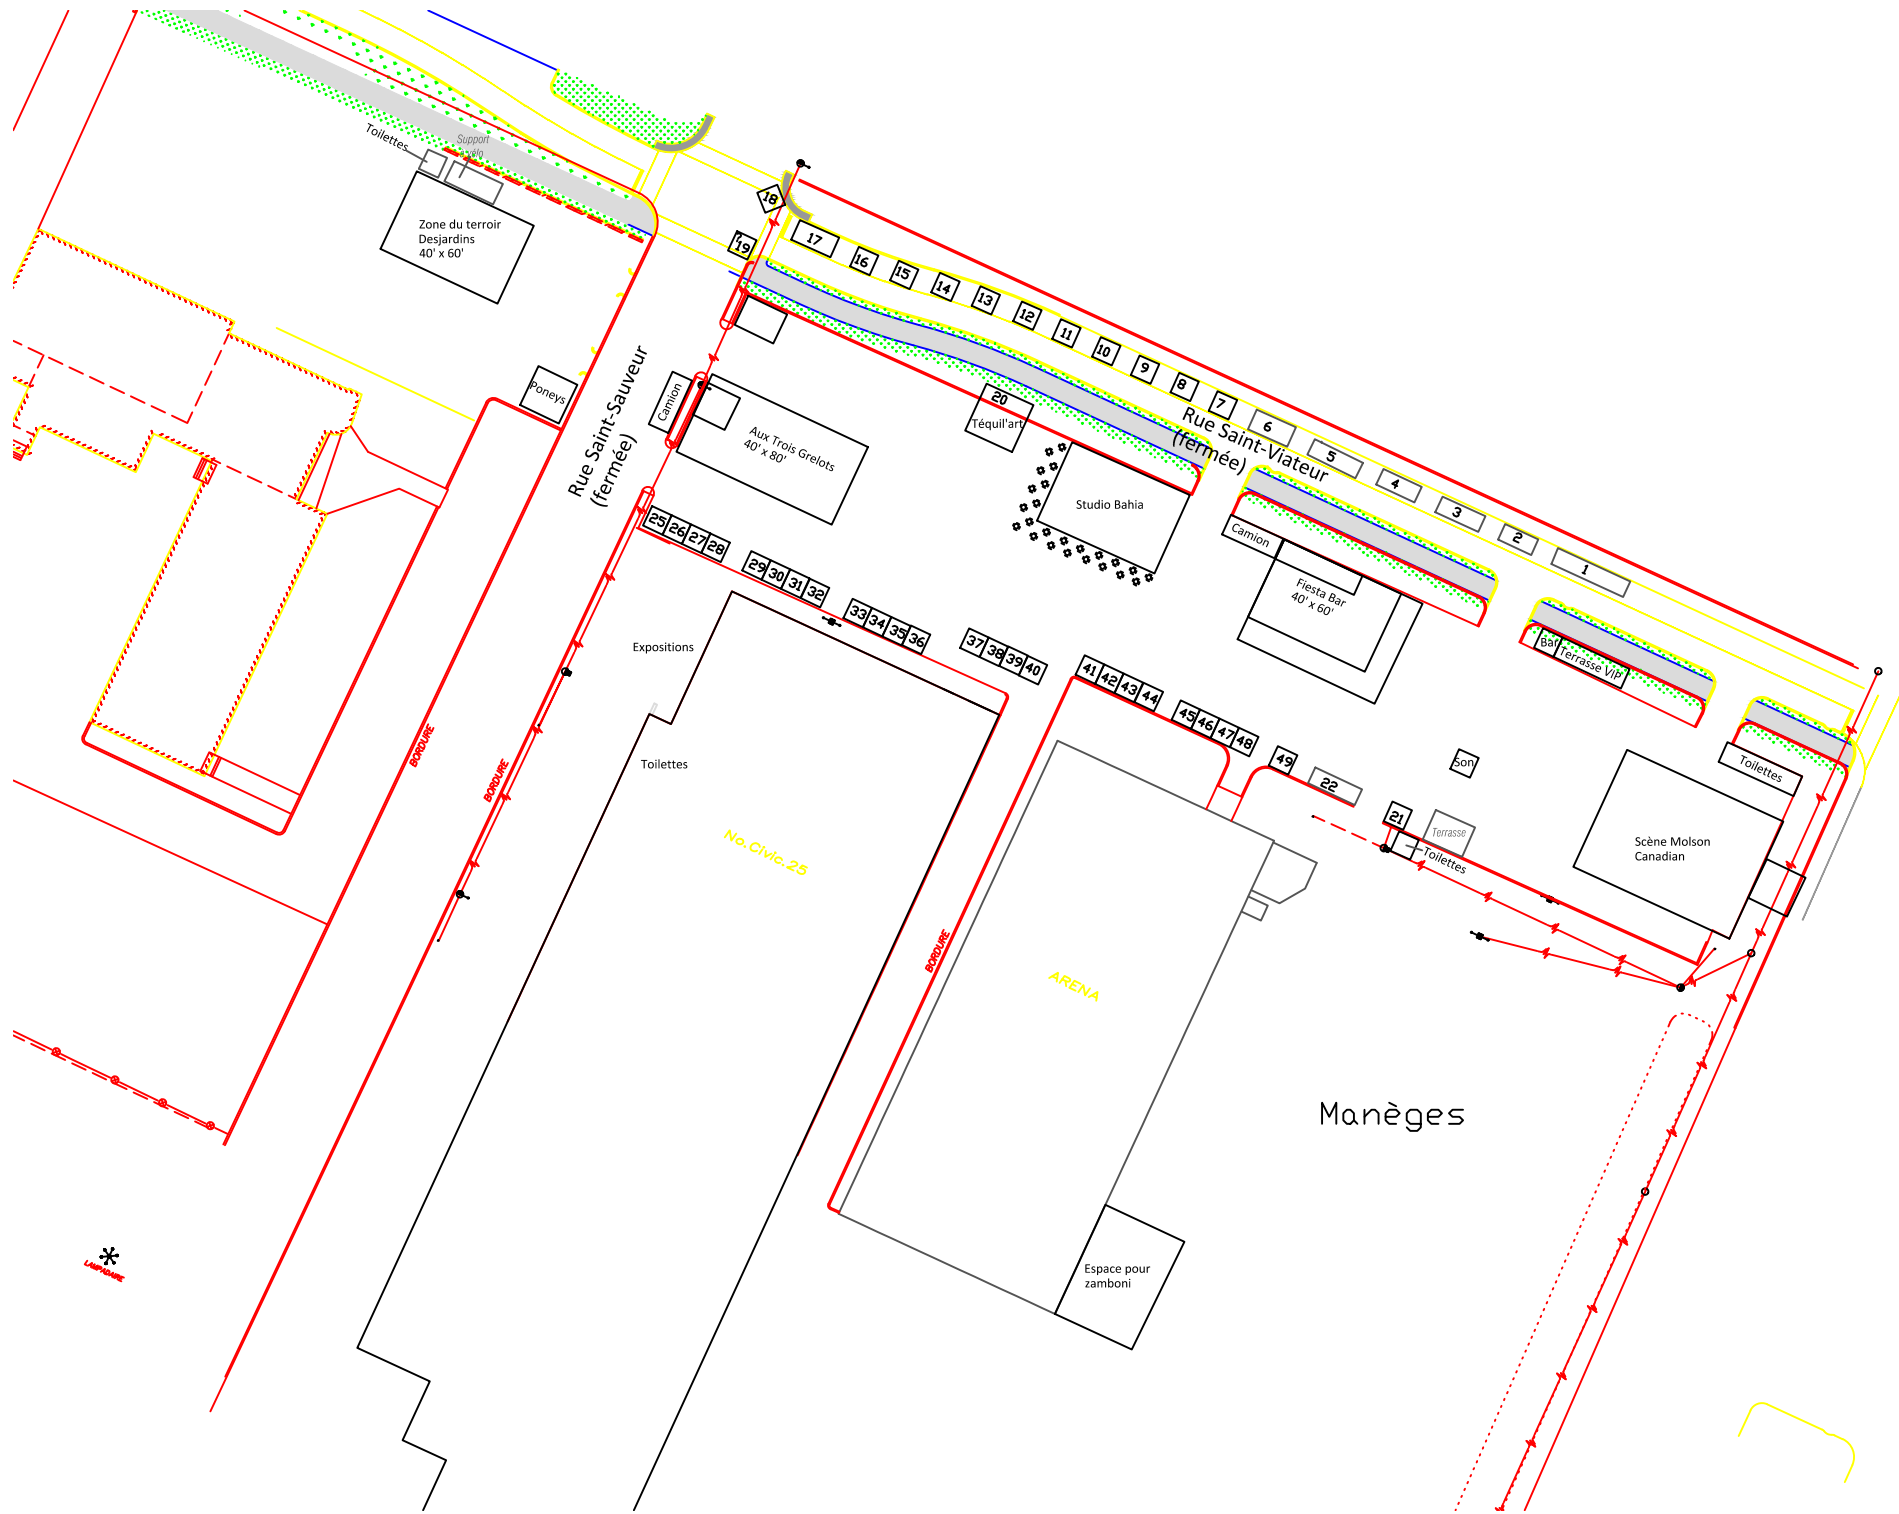 Toilettes
Support
à vélo
Zone du terroir
Desjardins
40' x 60'
18
?
19
17
16
15
14
13
12
11
10
9
8
7
6
5
4
3
2
1
Rue Saint-Viateur
(fermée)
Rue Saint-Sauveur
(fermée)
Poneys
Camion
Aux Trois Grelots
40' x 80'
20
Téquil'art
Studio Bahia
Camion
Fiesta Bar
40' x 60'
Bar
Terrasse VIP
Toilettes
25
26
27
28
29
30
31
32
33
34
35
36
37
38
39
40
41
42
43
44
45
46
47
48
49
22
21
Son
Terrasse
Toilettes
Scène Molson
Canadian
Expositions
Toilettes
BORDURE
BORDURE
BORDURE
No. Civic. 25
ARENA
Manèges
Espace pour
zamboni
LAMPADAIRE